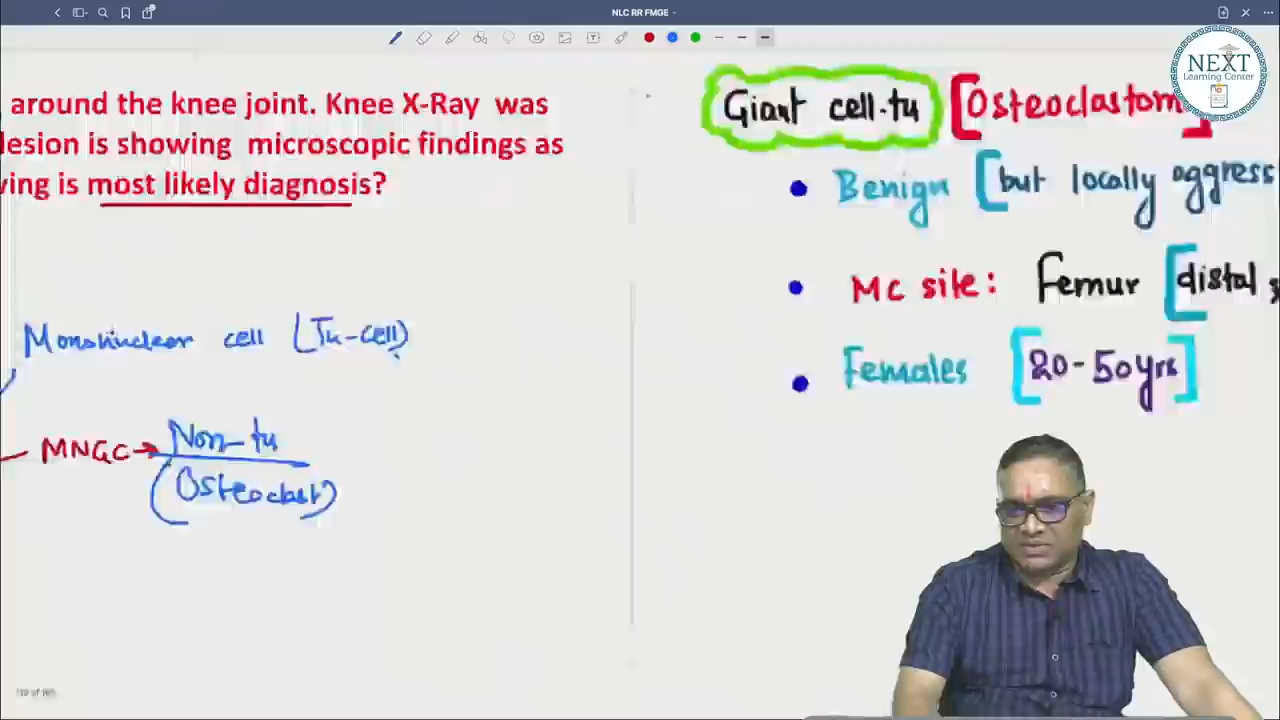 NLC RR FMGE
NEXT
Learning Center
around the knee joint. Knee X-Ray was
lesion is showing microscopic findings as
ving is most likely diagnosis?
Mononuclear cell (Tu-cell)
MNGC → Non-tu
(Osteoclast)
Giant cell-tu [Osteoclastom
• Benign [but locally aggress
• MC site: Femur [distal
• Females [20-50yrs]